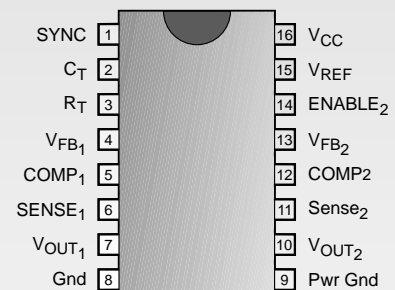 SYNC 1 16 VCC
CT 2 15 VREF
RT 3 14 ENABLE2
VFB1 4 13 VFB2
COMP1 5 12 COMP2
SENSE1 6 11 Sense2
VOUT1 7 10 VOUT2
Gnd 8 9 Pwr Gnd